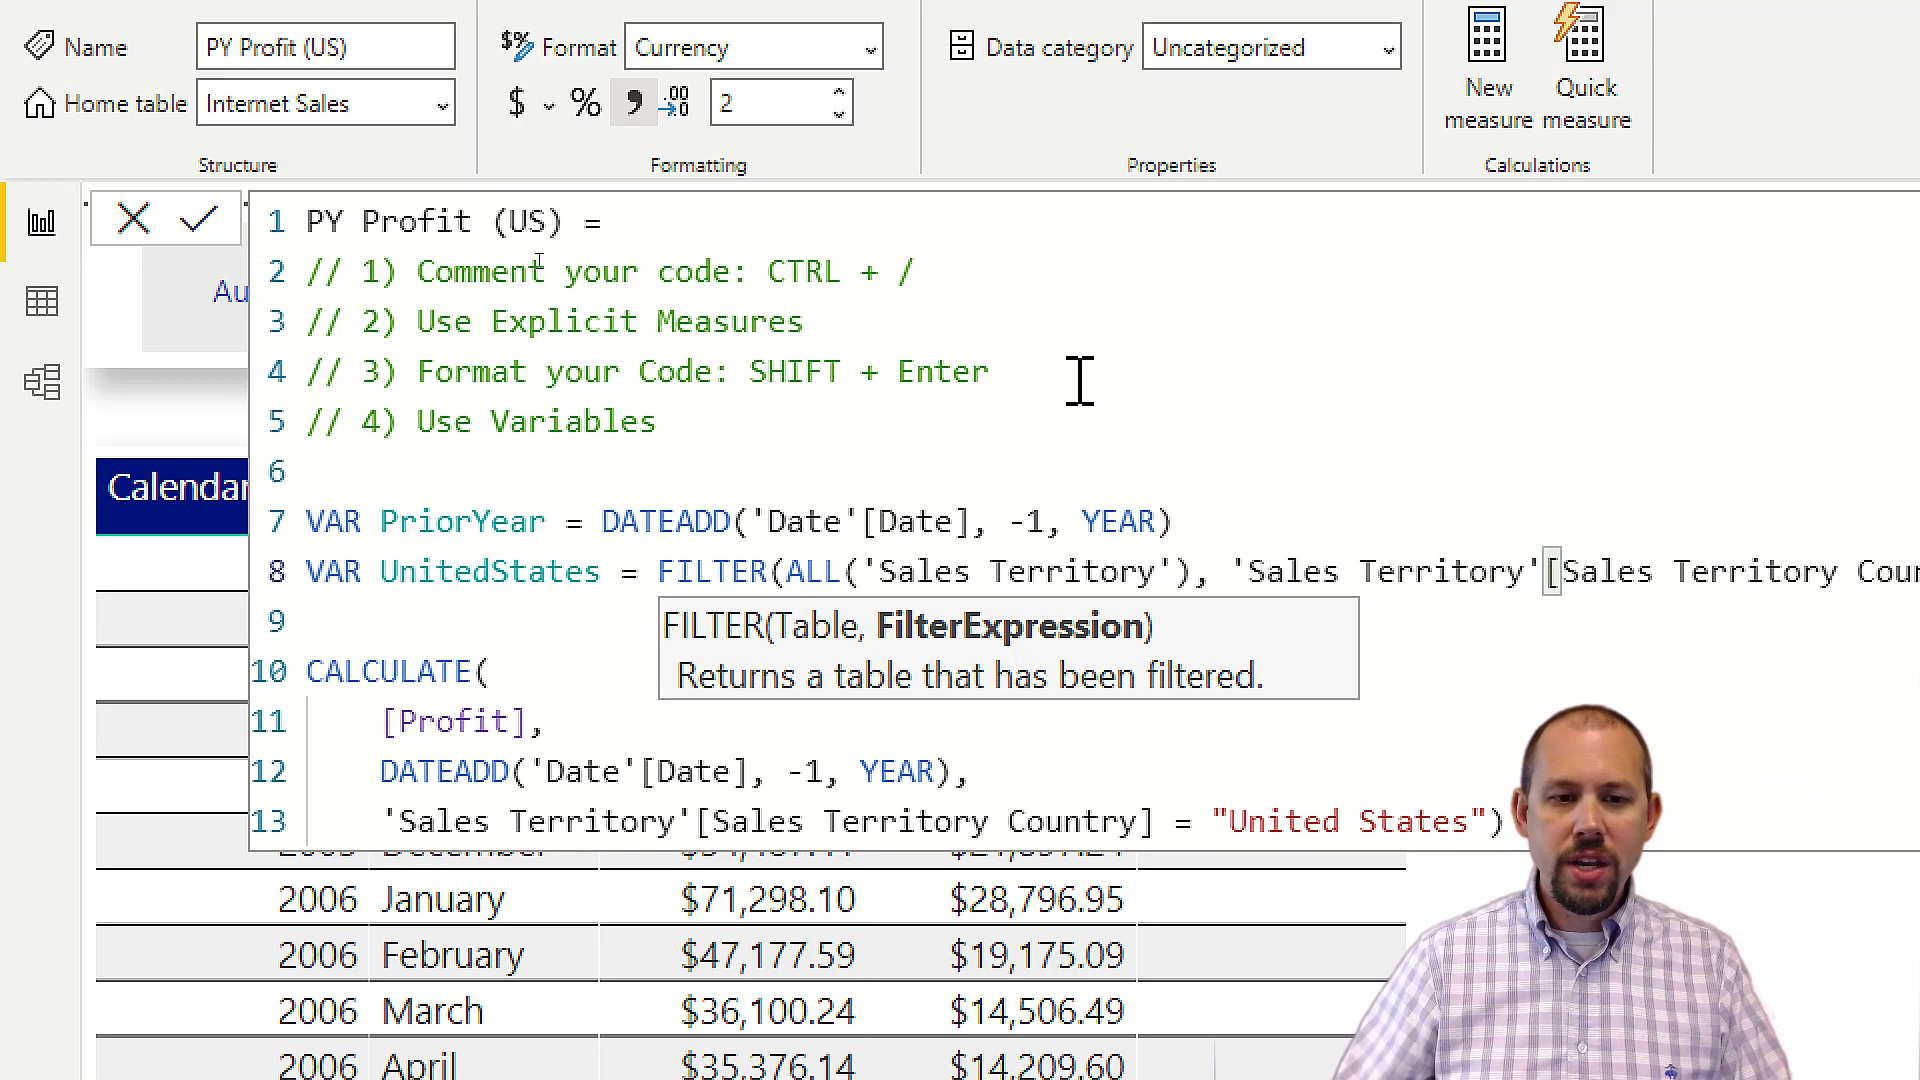 Name
PY Profit (US)
Format
Currency
Data category
Uncategorized
Home table
Internet Sales
$ % , .00 .0
2
New measure
Quick measure
Structure
Formatting
Properties
Calculations
1 PY Profit (US) =
2 // 1) Comment your code: CTRL + /
3 // 2) Use Explicit Measures
4 // 3) Format your Code: SHIFT + Enter
5 // 4) Use Variables
6
7 VAR PriorYear = DATEADD('Date'[Date], -1, YEAR)
8 VAR UnitedStates = FILTER(ALL('Sales Territory'), 'Sales Territory'[Sales Territory Coun
9
FILTER(Table, FilterExpression)
Returns a table that has been filtered.
10 CALCULATE(
11 [Profit],
12 DATEADD('Date'[Date], -1, YEAR),
13 'Sales Territory'[Sales Territory Country] = "United States")
Au
Calendar
2006 January $71,298.10 $28,796.95
2006 February $47,177.59 $19,175.09
2006 March $36,100.24 $14,506.49
2006 April $35,376.14 $14,209.60